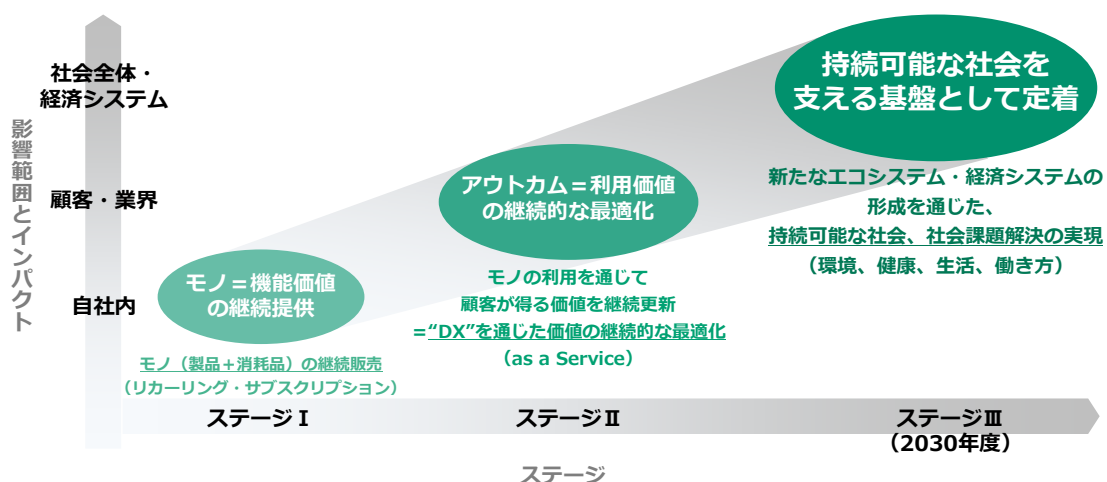 影響範囲とインパクト
社会全体・
経済システム
顧客・業界
自社内
持続可能な社会を
支える基盤として定着
新たなエコシステム・経済システムの
形成を通じた、
持続可能な社会、社会課題解決の実現
（環境、健康、生活、働き方）
アウトカム＝利用価値
の継続的な最適化
モノの利用を通じて
顧客が得る価値を継続更新
=“DX”を通じた価値の継続的な最適化
（as a Service）
モノ＝機能価値
の継続提供
モノ（製品＋消耗品）の継続販売
（リカーリング・サブスクリプション）
ステージⅠ
ステージⅡ
ステージⅢ
（2030年度）
ステージ